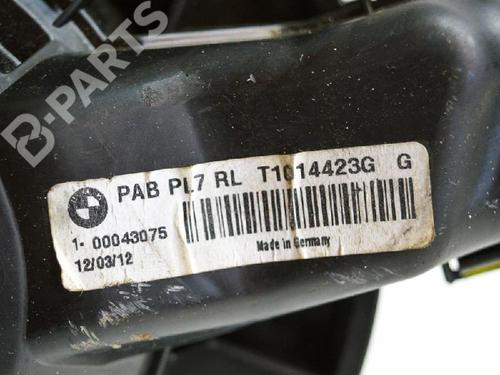 B-PARTS
PAB PL7 RL T1014423G G
1- 00043075
12/03/12
Made in Germany